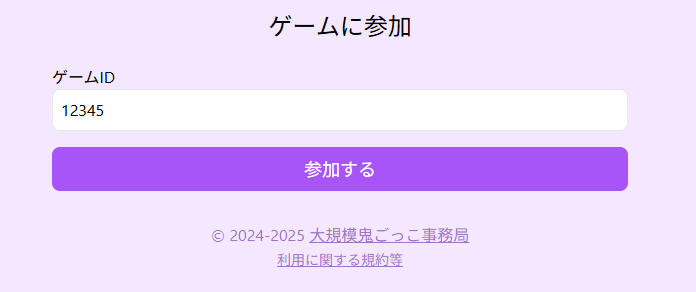 ゲームに参加
ゲームID
12345
参加する
© 2024-2025 大規模鬼ごっこ事務局
利用に関する規約等